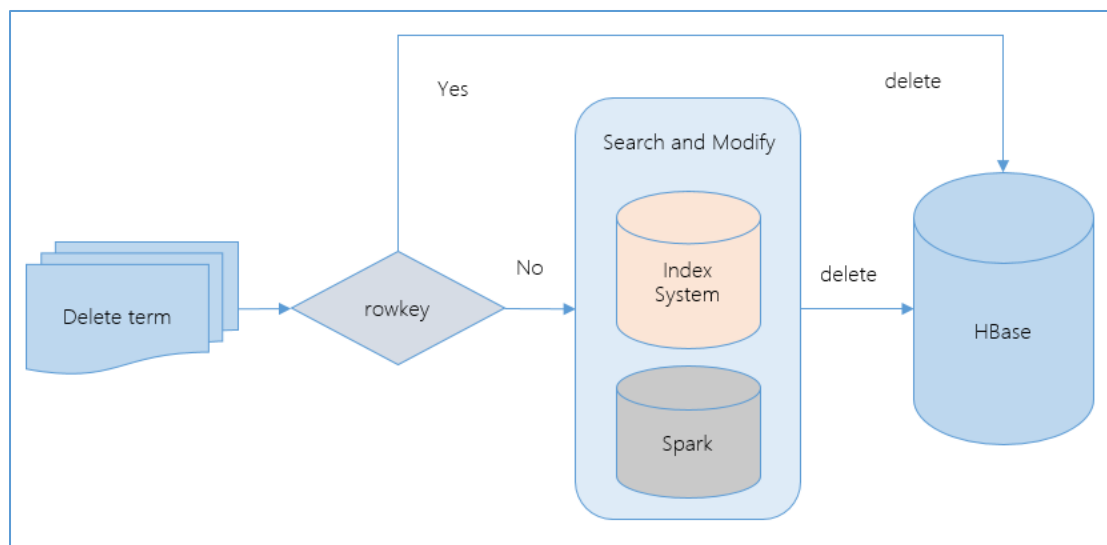 Yes
delete
Search and Modify
Delete term
rowkey
No
Index
System
delete
HBase
Spark